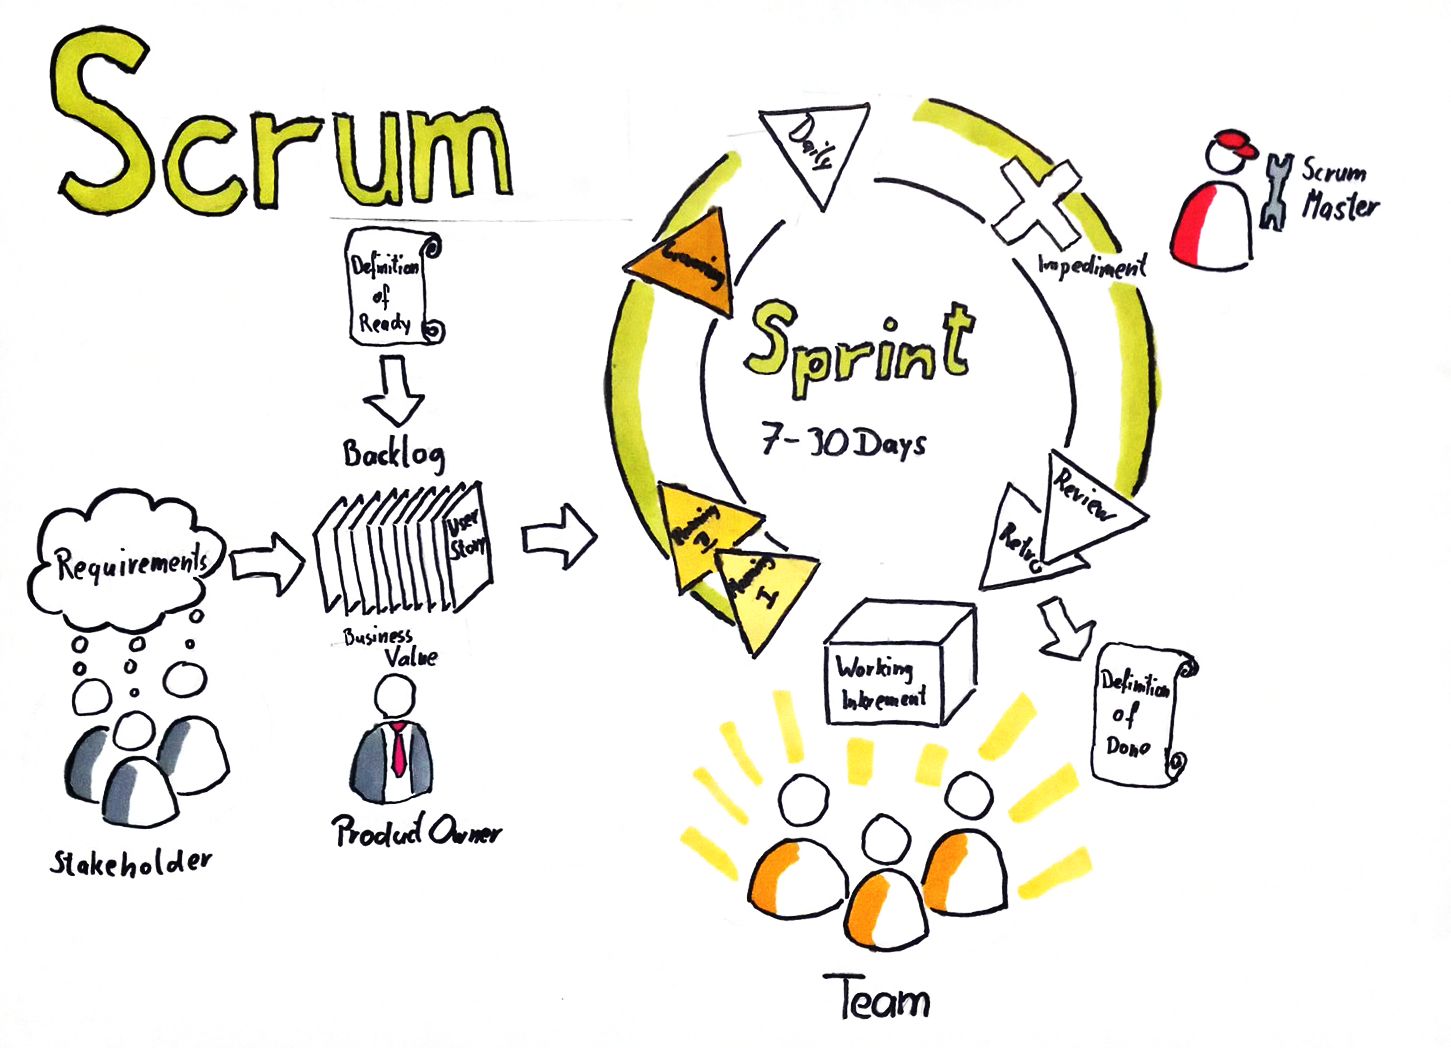 Scrum
Daily
Scrum
Master
Definition
of
Ready
Grooming
Impediment
Sprint
7-30 Days
Backlog
Requirements
User
Story
Planning
II
Planning
I
Review
Retro
Business
Value
Working
Inkrement
Definition
of
Done
Stakeholder
Product Owner
Team